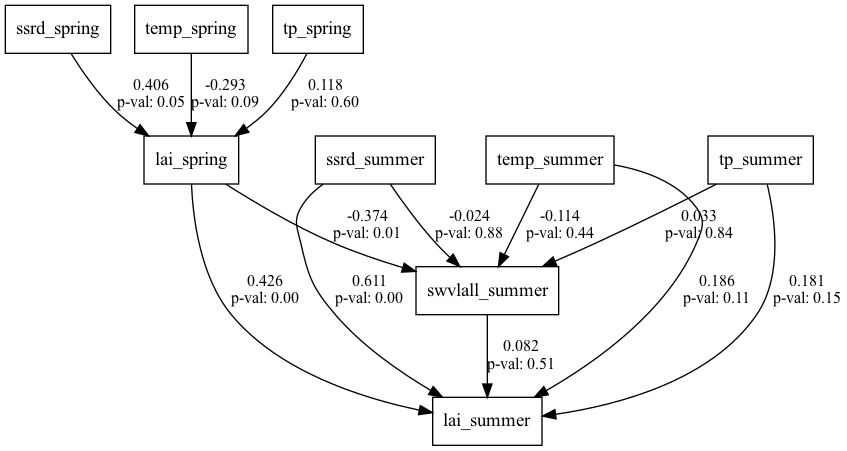 ssrd_spring
temp_spring
tp_spring
0.406
p-val: 0.05
-0.293
p-val: 0.09
0.118
p-val: 0.60
lai_spring
ssrd_summer
temp_summer
tp_summer
-0.374
p-val: 0.01
-0.024
p-val: 0.88
-0.114
p-val: 0.44
0.033
p-val: 0.84
0.426
p-val: 0.00
0.611
p-val: 0.00
swvlall_summer
0.186
p-val: 0.11
0.181
p-val: 0.15
0.082
p-val: 0.51
lai_summer